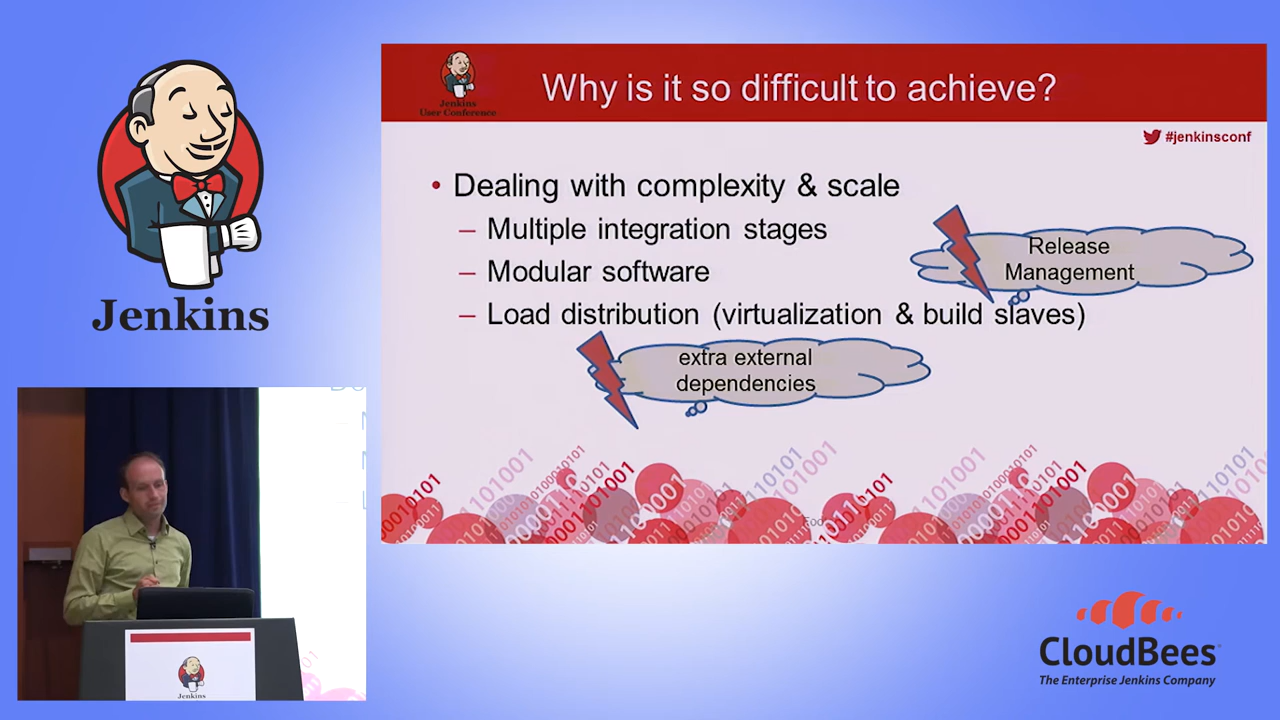 Jenkins
Jenkins
User Conference
Why is it so difficult to achieve?
#jenkinsconf
• Dealing with complexity & scale
– Multiple integration stages
– Modular software
– Load distribution (virtualization & build slaves)
Release
Management
extra external
dependencies
Jenkins
CloudBees
The Enterprise Jenkins Company